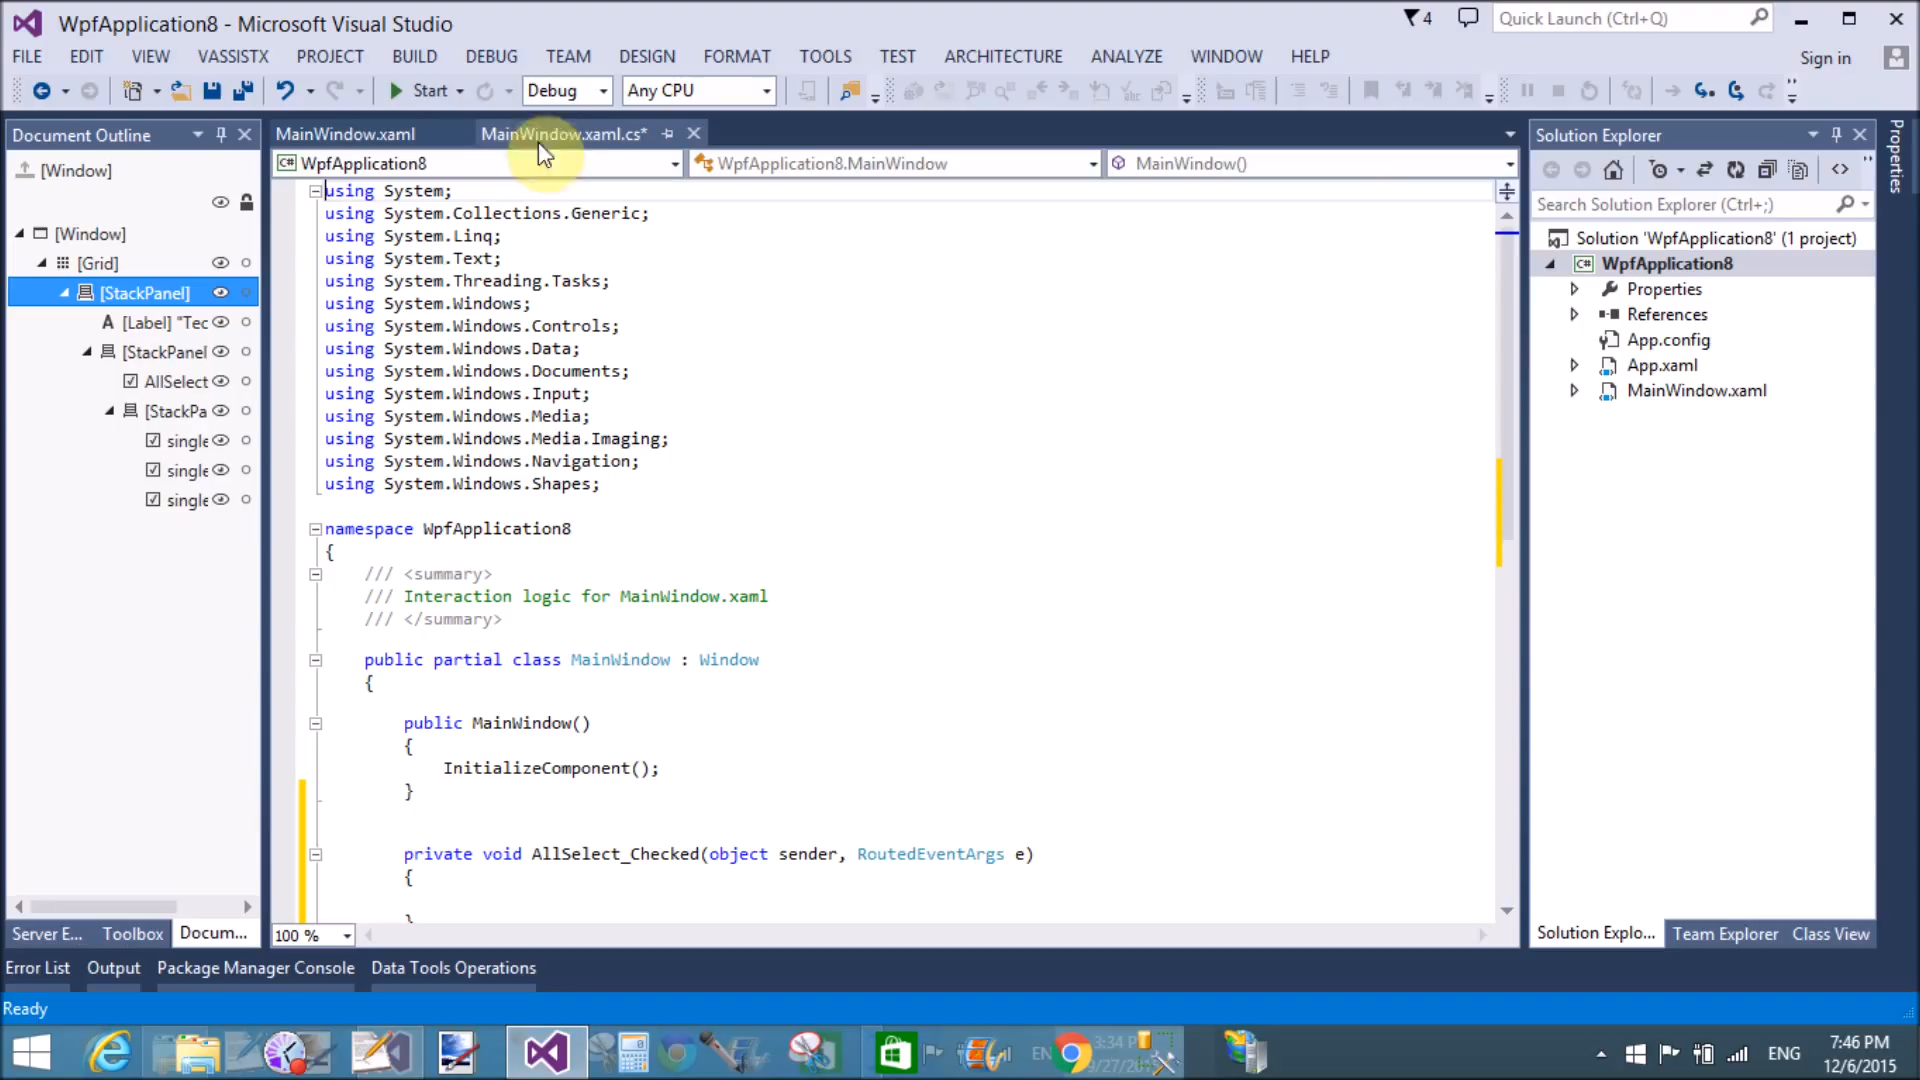 WpfApplication8 - Microsoft Visual Studio
4
Quick Launch (Ctrl+Q)
FILE EDIT VIEW VASSISTX PROJECT BUILD DEBUG TEAM DESIGN FORMAT TOOLS TEST ARCHITECTURE ANALYZE WINDOW HELP
Sign in
Start
Debug
Any CPU
Document Outline
[Window]
[Window]
[Grid]
[StackPanel]
A [Label] "Tec
[StackPanel
AllSelect
[StackPa
single
single
single
Server E... Toolbox Docum...
MainWindow.xaml
MainWindow.xaml.cs*
C# WpfApplication8
WpfApplication8.MainWindow
MainWindow()
using System;
using System.Collections.Generic;
using System.Linq;
using System.Text;
using System.Threading.Tasks;
using System.Windows;
using System.Windows.Controls;
using System.Windows.Data;
using System.Windows.Documents;
using System.Windows.Input;
using System.Windows.Media;
using System.Windows.Media.Imaging;
using System.Windows.Navigation;
using System.Windows.Shapes;
namespace WpfApplication8
{
/// <summary>
/// Interaction logic for MainWindow.xaml
/// </summary>
public partial class MainWindow : Window
{
public MainWindow()
{
InitializeComponent();
}
private void AllSelect_Checked(object sender, RoutedEventArgs e)
{
}
100 %
Solution Explorer
Search Solution Explorer (Ctrl+;)
Solution 'WpfApplication8' (1 project)
C# WpfApplication8
Properties
References
App.config
App.xaml
MainWindow.xaml
Solution Explo... Team Explorer Class View
Properties
Error List Output Package Manager Console Data Tools Operations
Ready
EN
3:34 P
9/27/20
ENG
7:46 PM
12/6/2015